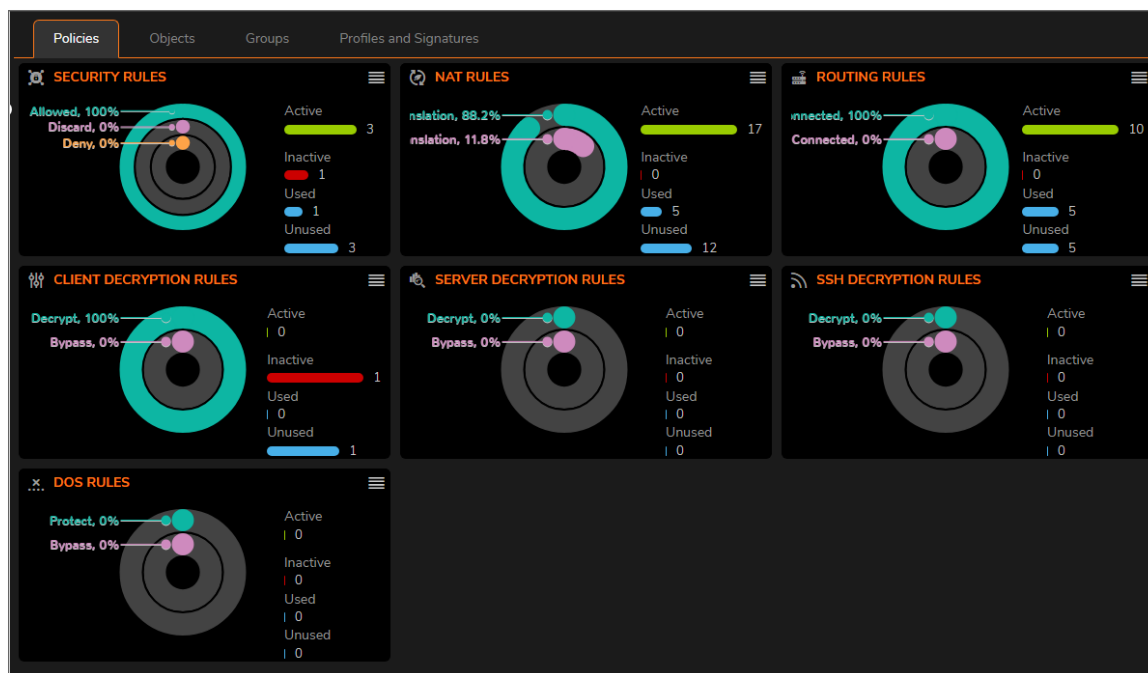 Policies Objects Groups Profiles and Signatures
SECURITY RULES
Allowed, 100%
Discard, 0%
Deny, 0%
Active
3
Inactive
1
Used
1
Unused
3
NAT RULES
nslation, 88.2%
nslation, 11.8%
Active
17
Inactive
0
Used
5
Unused
12
ROUTING RULES
onnected, 100%
Connected, 0%
Active
10
Inactive
0
Used
5
Unused
5
CLIENT DECRYPTION RULES
Decrypt, 100%
Bypass, 0%
Active
0
Inactive
1
Used
0
Unused
1
SERVER DECRYPTION RULES
Decrypt, 0%
Bypass, 0%
Active
0
Inactive
0
Used
0
Unused
0
SSH DECRYPTION RULES
Decrypt, 0%
Bypass, 0%
Active
0
Inactive
0
Used
0
Unused
0
DOS RULES
Protect, 0%
Bypass, 0%
Active
0
Inactive
0
Used
0
Unused
0